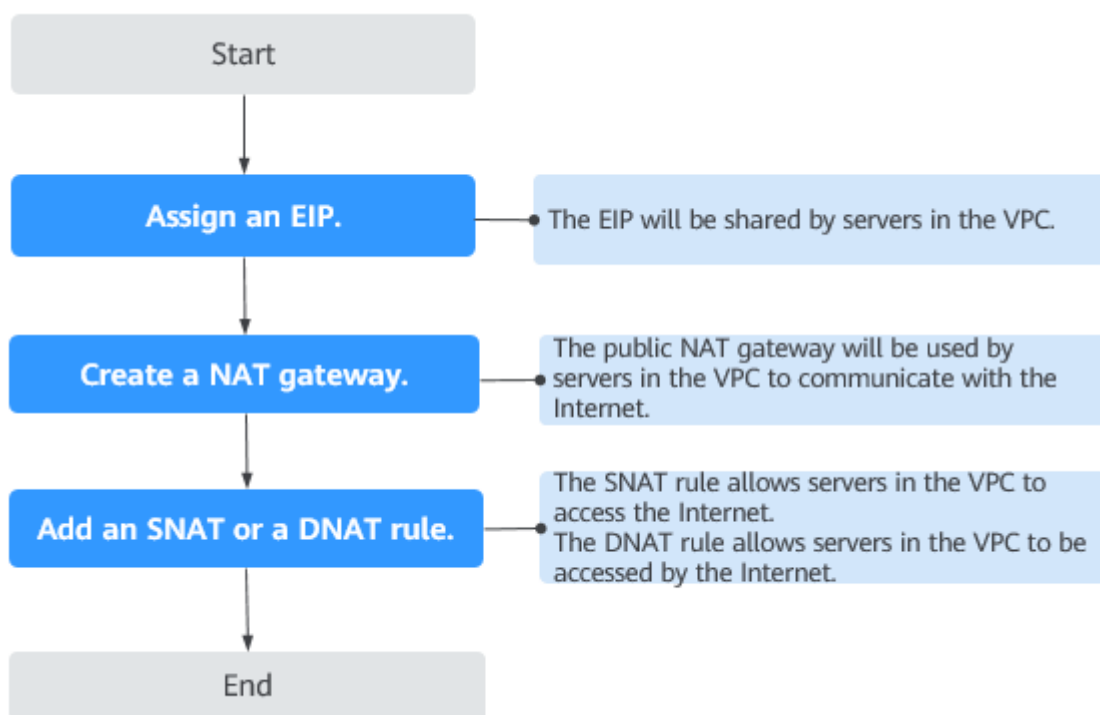 Start
Assign an EIP.
The EIP will be shared by servers in the VPC.
Create a NAT gateway.
The public NAT gateway will be used by
servers in the VPC to communicate with the
Internet.
Add an SNAT or a DNAT rule.
The SNAT rule allows servers in the VPC to
access the Internet.
The DNAT rule allows servers in the VPC to be
accessed by the Internet.
End